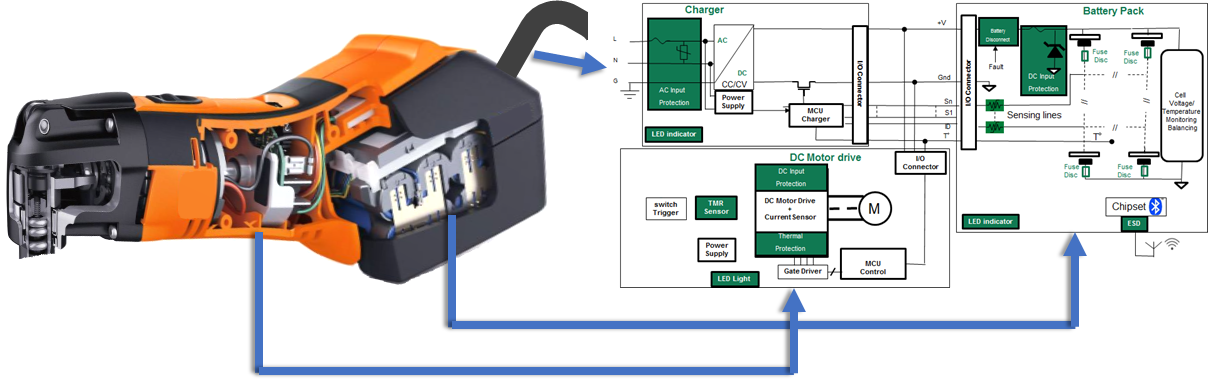 Charger
L
N
G
AC Input
Protection
AC
DC
CC/CV
Power
Supply
MCU
Charger
LED indicator
I/O Connector
+V
Gnd
Sn
S1
ID
T°
I/O
Connector
Battery Pack
I/O Connector
Battery
Disconnect
Fault
DC Input
Protection
Sensing lines
Fuse
Disc
Fuse
Disc
//
//
//
//
T°
Fuse
Disc
Fuse
Disc
Cell
Voltage/
Temperature
Monitoring
Balancing
LED indicator
Chipset
ESD
DC Motor drive
DC Input
Protection
DC Motor Drive
+
Current Sensor
Thermal
Protection
M
switch
Trigger
TMR
Sensor
Power
Supply
LED Light
Gate Driver
MCU
Control